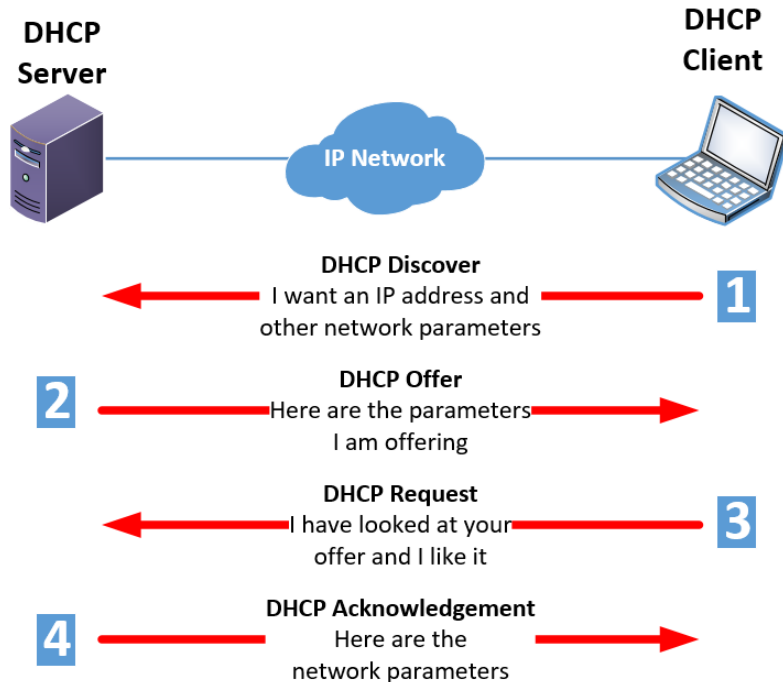 DHCP
Server
DHCP
Client
IP Network
DHCP Discover
I want an IP address and
other network parameters
1
DHCP Offer
2
Here are the parameters
I am offering
DHCP Request
I have looked at your
3
offer and I like it
DHCP Acknowledgement
4
Here are the
network parameters